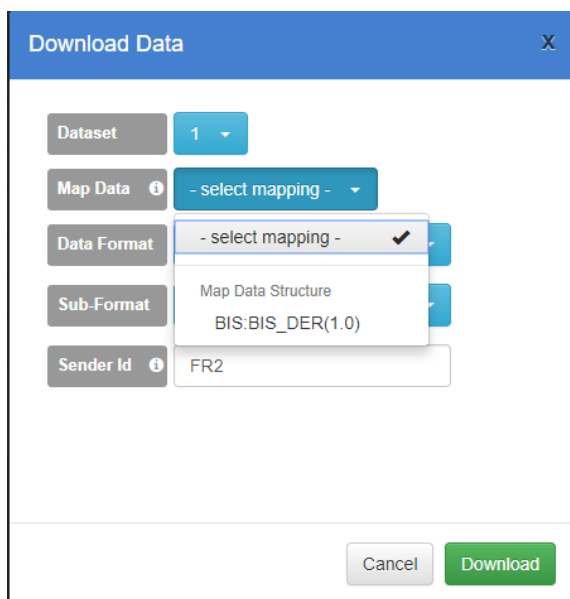 Download Data X
Dataset 1
Map Data - select mapping -
- select mapping -
Data Format
Map Data Structure
Sub-Format
BIS:BIS_DER(1.0)
Sender Id FR2
Cancel Download